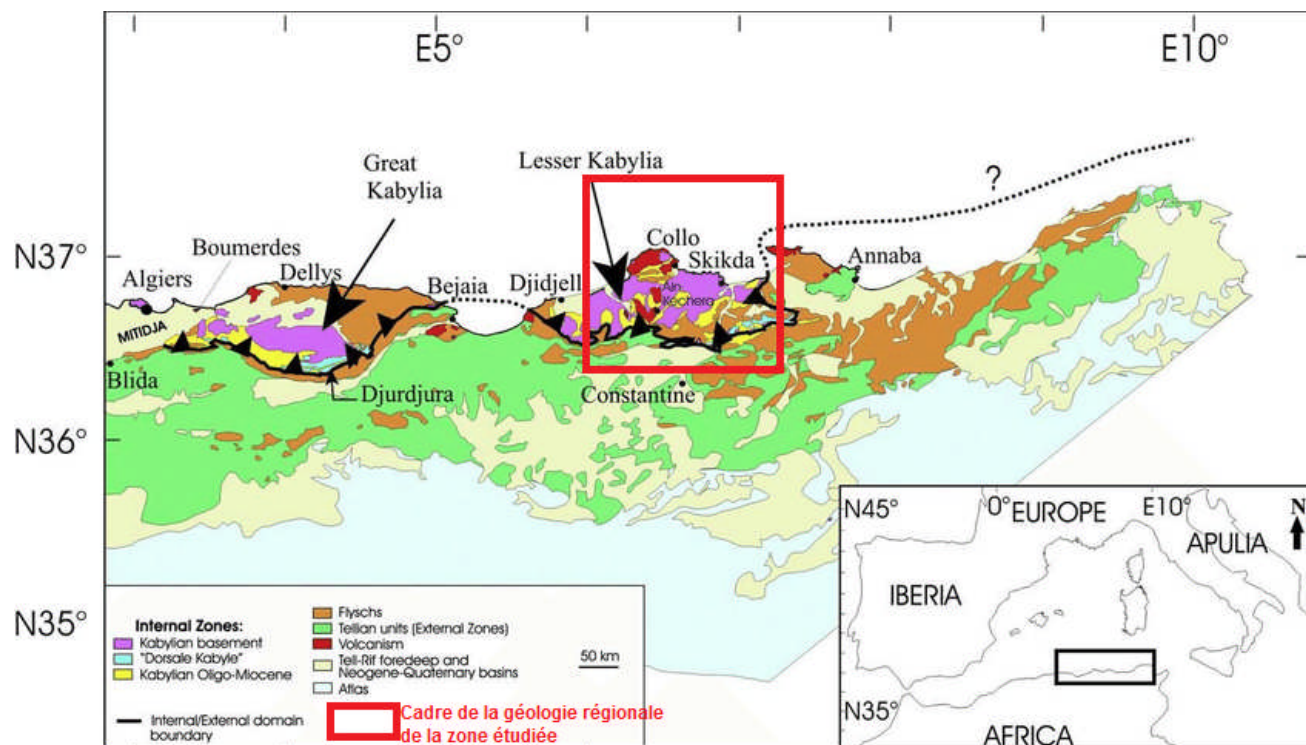 E5°
E10°
Great
Kabylia
Lesser Kabylia
?
N37°
Boumerdes
Algiers
Dellys
Bejaia
Djidjell
Collo
Skikda
Annaba
Ain
Kechera
MITIDJA
Blida
Djurdjura
Constantine
N36°
N35°
Internal Zones:
Kabylian basement
"Dorsale Kabyle"
Kabylian Oligo-Miocene
Internal/External domain
boundary
Flyschs
Tellian units (External Zones)
Volcanism
Tell-Rif foredeep and
Neogene-Quaternary basins
Atlas
50 km
Cadre de la géologie régionale
de la zone étudiée
N45°
0°
EUROPE
E10°
N
APULIA
IBERIA
N35°
AFRICA